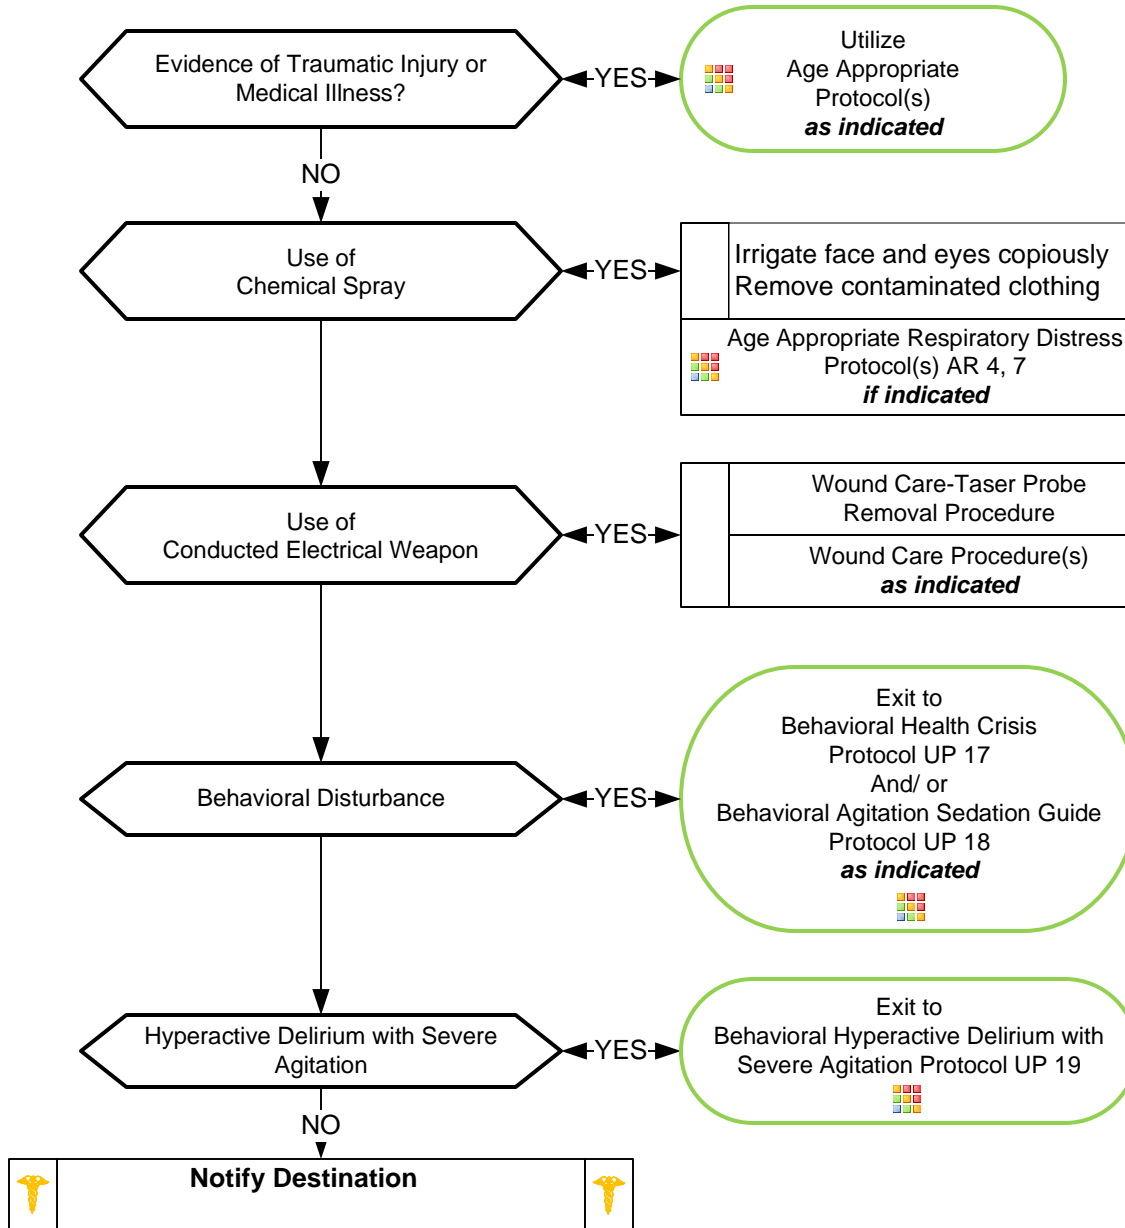 Evidence of Traumatic Injury or
Medical Illness?
YES
Utilize
Age Appropriate
Protocol(s)
as indicated
NO
Use of
Chemical Spray
YES
Irrigate face and eyes copiously
Remove contaminated clothing
Age Appropriate Respiratory Distress
Protocol(s) AR 4, 7
if indicated
Use of
Conducted Electrical Weapon
YES
Wound Care-Taser Probe
Removal Procedure
Wound Care Procedure(s)
as indicated
Behavioral Disturbance
YES
Exit to
Behavioral Health Crisis
Protocol UP 17
And/ or
Behavioral Agitation Sedation Guide
Protocol UP 18
as indicated
Hyperactive Delirium with Severe
Agitation
YES
Exit to
Behavioral Hyperactive Delirium with
Severe Agitation Protocol UP 19
NO
Notify Destination